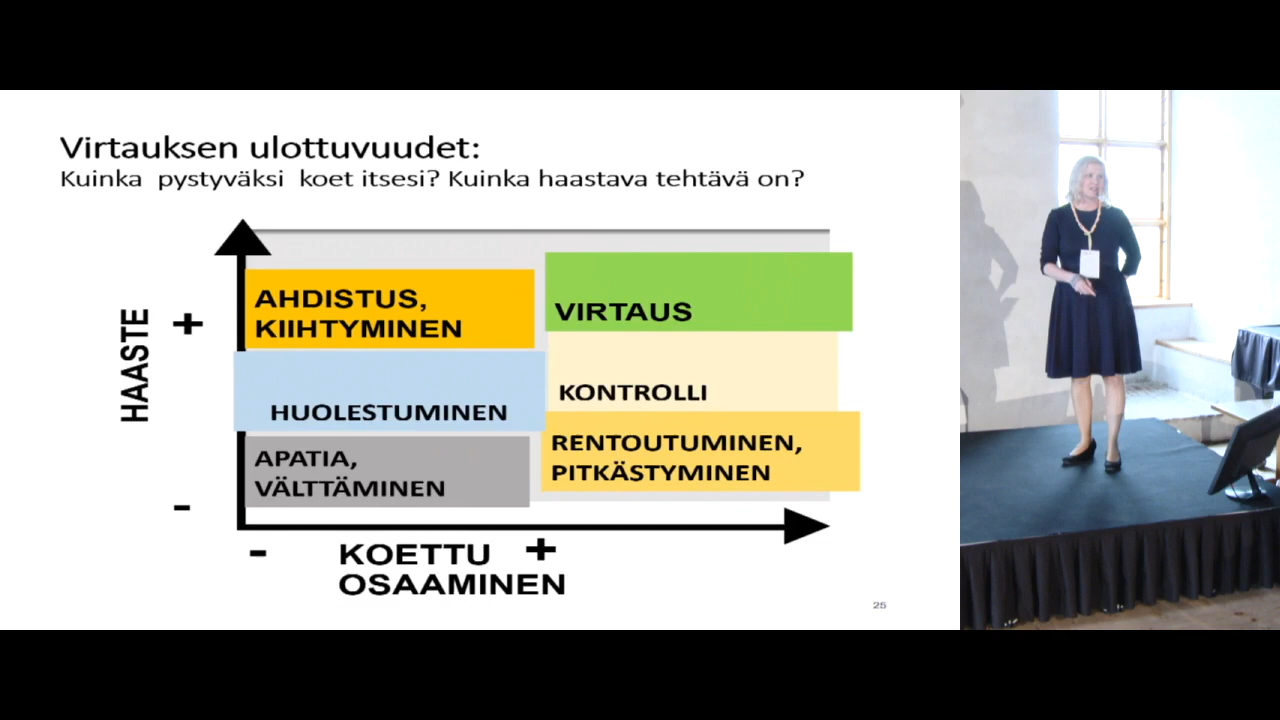 Virtauksen ulottuvuudet:
Kuinka pystyväksi koet itsesi? Kuinka haastava tehtävä on?
HAASTE
+
-
AHDISTUS,
KIIHTYMINEN
VIRTAUS
HUOLESTUMINEN
KONTROLLI
APATIA,
VÄLTTÄMINEN
RENTOUTUMINEN,
PITKÄSTYMINEN
-
KOETTU
OSAAMINEN
+
25